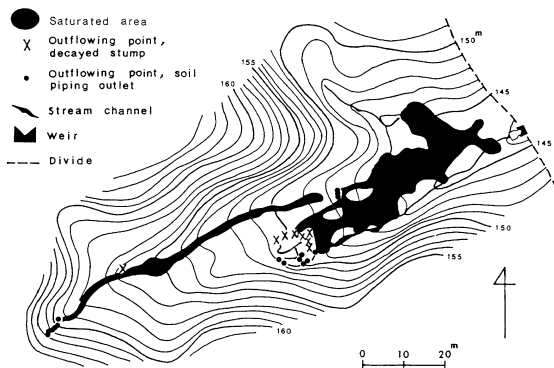 Saturated area
Outflowing point,
decayed stump
Outflowing point, soil
piping outlet
Stream channel
Weir
Divide
150 m
155
160
145
145
150
155
160
m
0 10 20